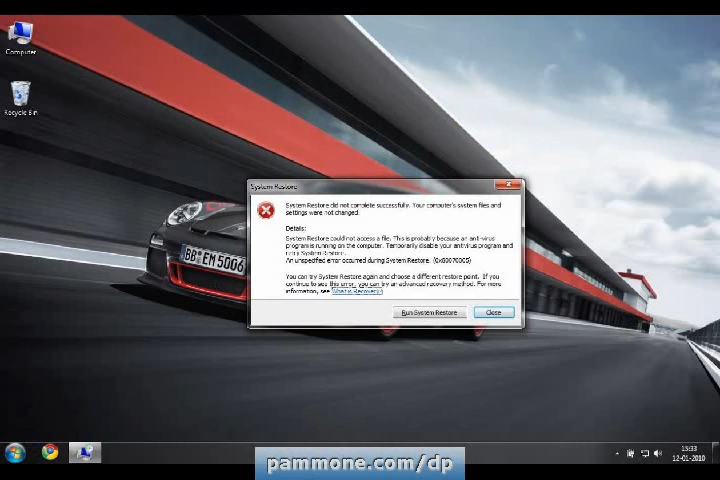 Computer
Recycle Bin
System Restore
System Restore did not complete successfully. Your computer's system files and
settings were not changed.
Details:
System Restore could not access a file. This is probably because an anti-virus
program is running on the computer. Temporarily disable your antivirus program and
retry System Restore.
An unspecified error occurred during System Restore. (0x80070005)
You can try System Restore again and choose a different restore point. If you
continue to see this error, you can try an advanced recovery method. For more
information, see What is Recovery?
Run System Restore
Close
BB EM 5006
13:33
12-01-2010
pammone.com/dp